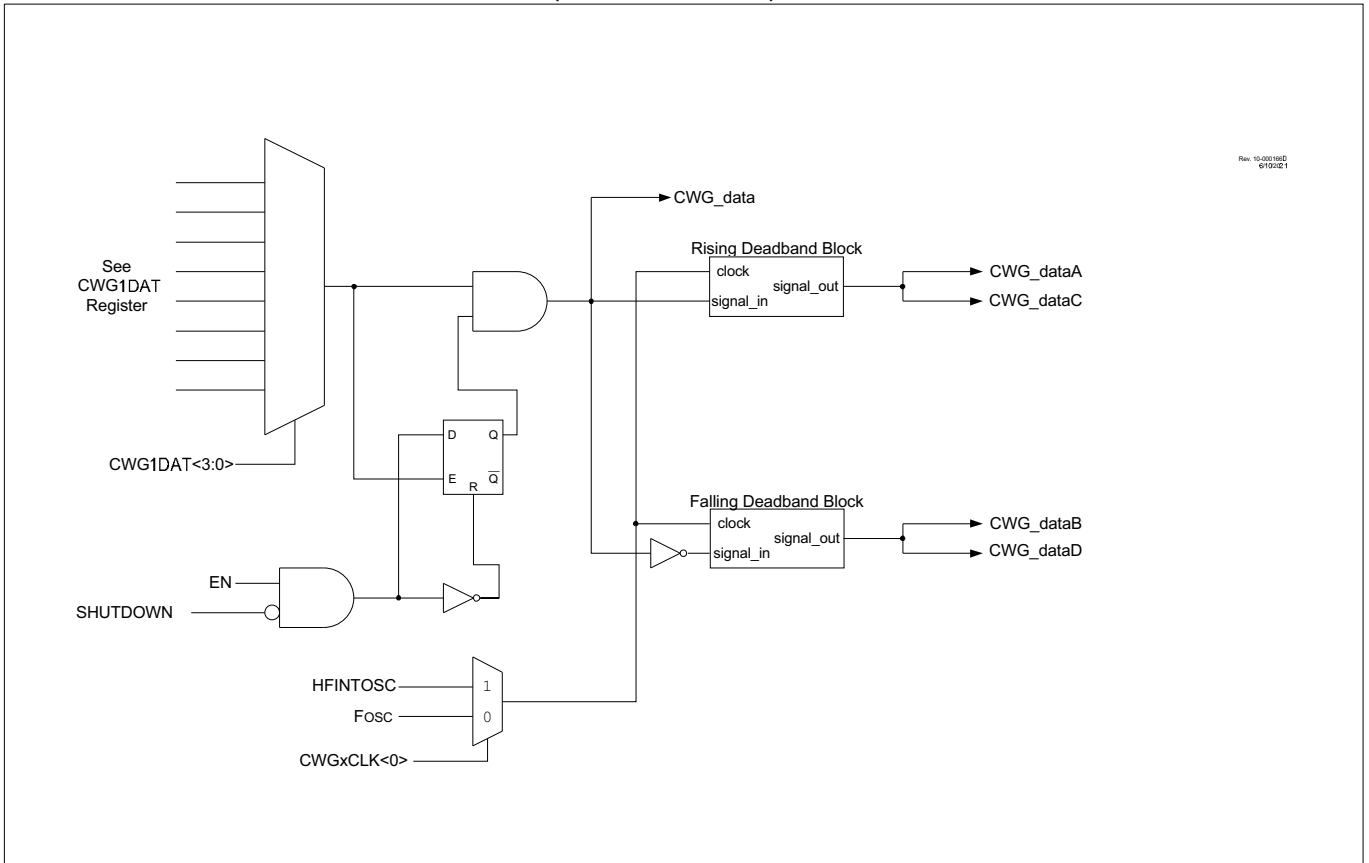 Rev. 10-000166D
6/10/2021
CWG_data
Rising Deadband Block
clock
signal_in
signal_out
CWG_dataA
CWG_dataC
See
CWG1DAT
Register
D
Q
E
Q
R
CWG1DAT<3:0>
Falling Deadband Block
clock
signal_in
signal_out
CWG_dataB
CWG_dataD
EN
SHUTDOWN
HFINTOSC
1
FOSC
0
CWGxCLK<0>